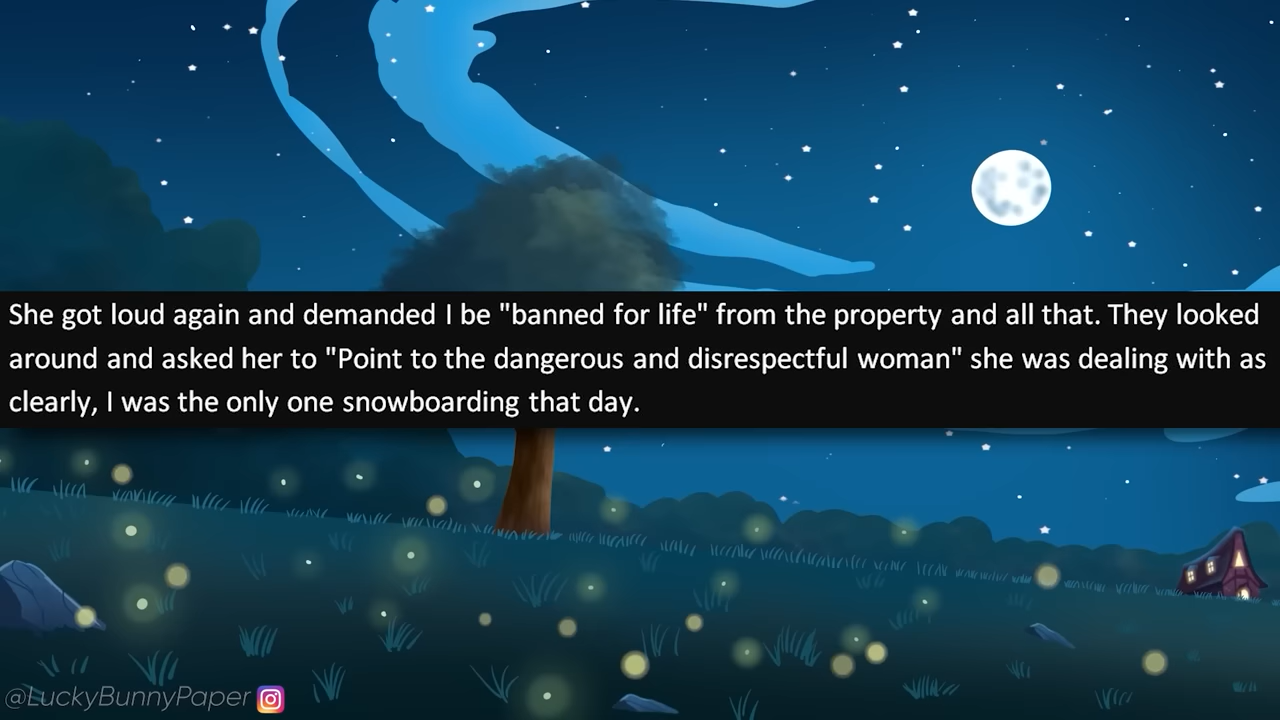 She got loud again and demanded I be "banned for life" from the property and all that. They looked
around and asked her to "Point to the dangerous and disrespectful woman" she was dealing with as
clearly, I was the only one snowboarding that day.
@LuckyBunnyPaper